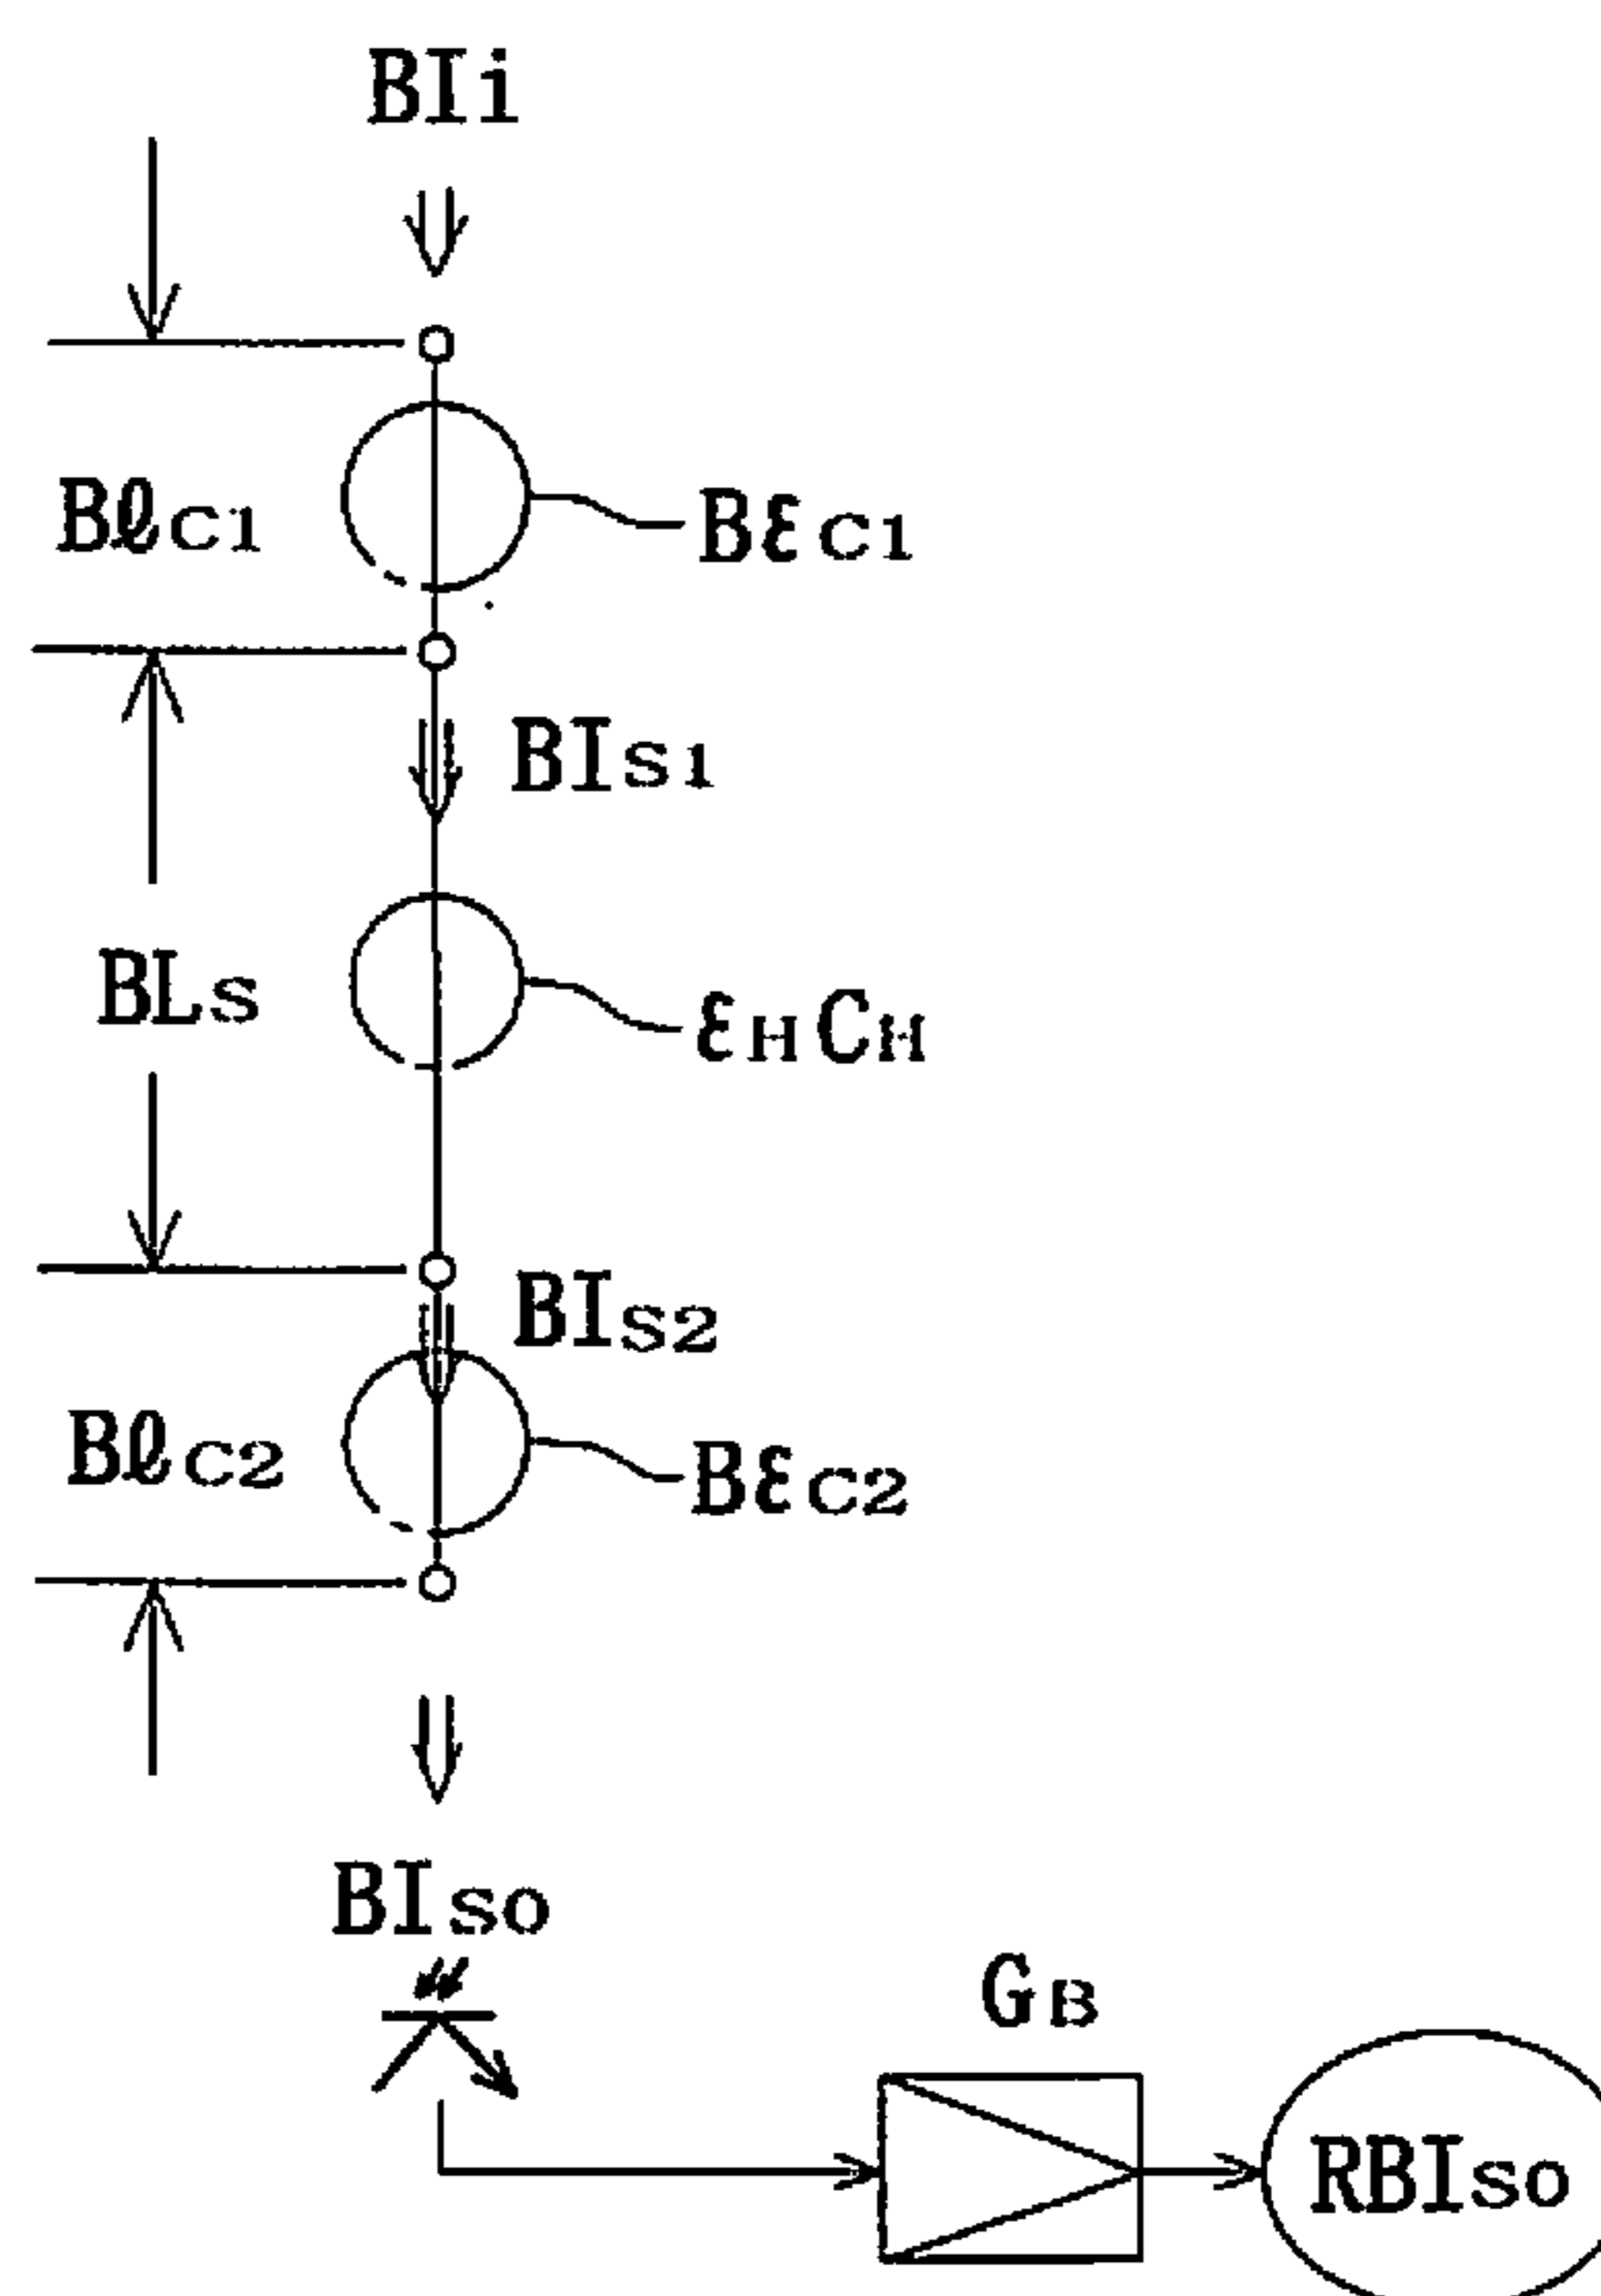 BIi
BℓC1
BεC1
BIS1
BLS
εHCH
BIS2
BℓC2
BεC2
BISO
GB
RBISO